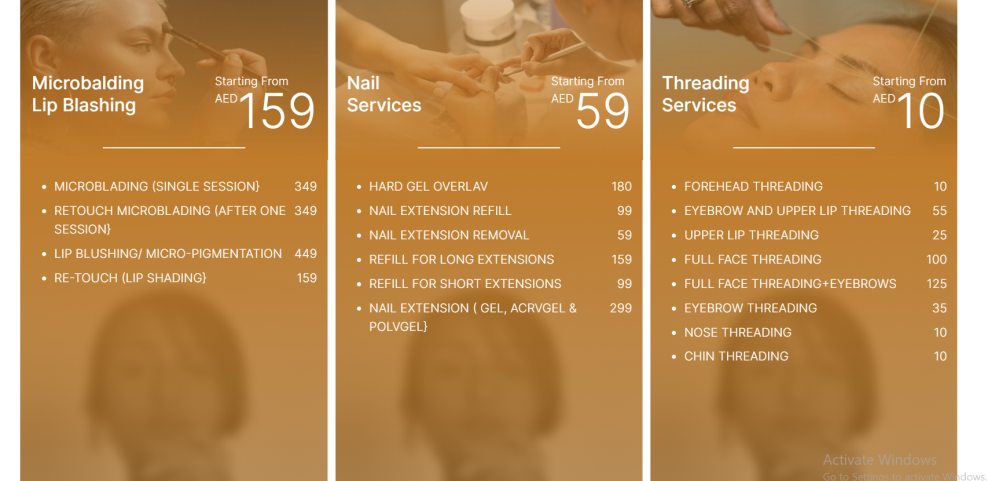 Microbalding
Lip Blashing
Starting From
AED 159
MICROBLADING (SINGLE SESSION} 349
RETOUCH MICROBLADING (AFTER ONE 349
SESSION}
LIP BLUSHING/ MICRO-PIGMENTATION 449
RE-TOUCH (LIP SHADING} 159
Nail
Services
Starting From
AED 59
HARD GEL OVERLAV 180
NAIL EXTENSION REFILL 99
NAIL EXTENSION REMOVAL 59
REFILL FOR LONG EXTENSIONS 159
REFILL FOR SHORT EXTENSIONS 99
NAIL EXTENSION ( GEL, ACRVGEL & 299
POLVGEL}
Threading
Services
Starting From
AED 10
FOREHEAD THREADING 10
EYEBROW AND UPPER LIP THREADING 55
UPPER LIP THREADING 25
FULL FACE THREADING 100
FULL FACE THREADING+EYEBROWS 125
EYEBROW THREADING 35
NOSE THREADING 10
CHIN THREADING 10
Activate Windows
Go to Settings to activate Windows.